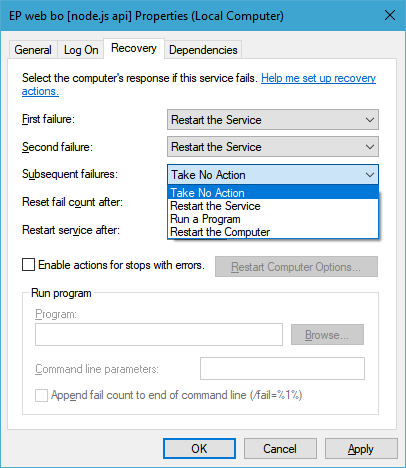 EP web bo [node.js api] Properties (Local Computer)
General Log On Recovery Dependencies
Select the computer's response if this service fails. Help me set up recovery
actions.
First failure: Restart the Service
Second failure: Restart the Service
Subsequent failures: Take No Action
Take No Action
Reset fail count after: Restart the Service
Run a Program
Restart service after: Restart the Computer
Enable actions for stops with errors. Restart Computer Options...
Run program
Program:
Browse...
Command line parameters:
Append fail count to end of command line (/fail=%1%)
OK Cancel Apply